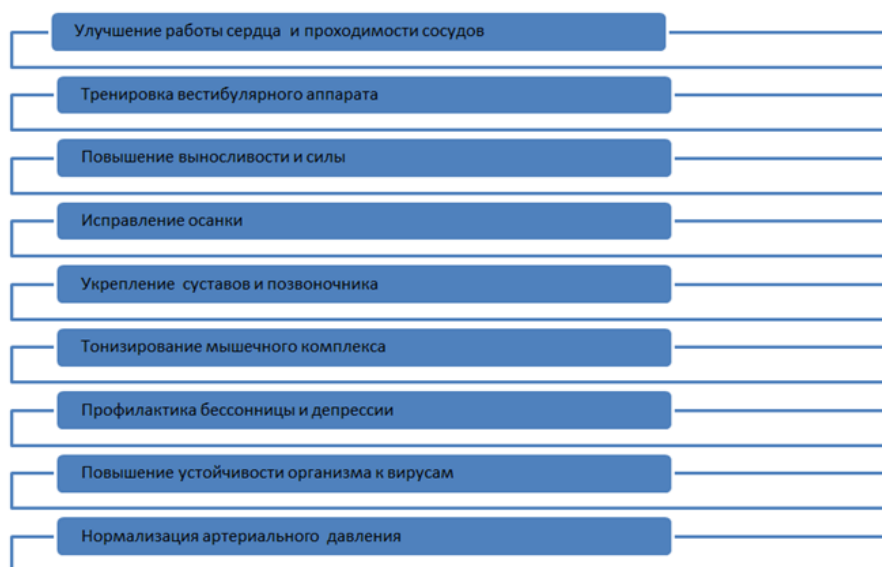 Улучшение работы сердца и проходимости сосудов
Тренировка вестибулярного аппарата
Повышение выносливости и силы
Исправление осанки
Укрепление суставов и позвоночника
Тонизирование мышечного комплекса
Профилактика бессонницы и депрессии
Повышение устойчивости организма к вирусам
Нормализация артериального давления